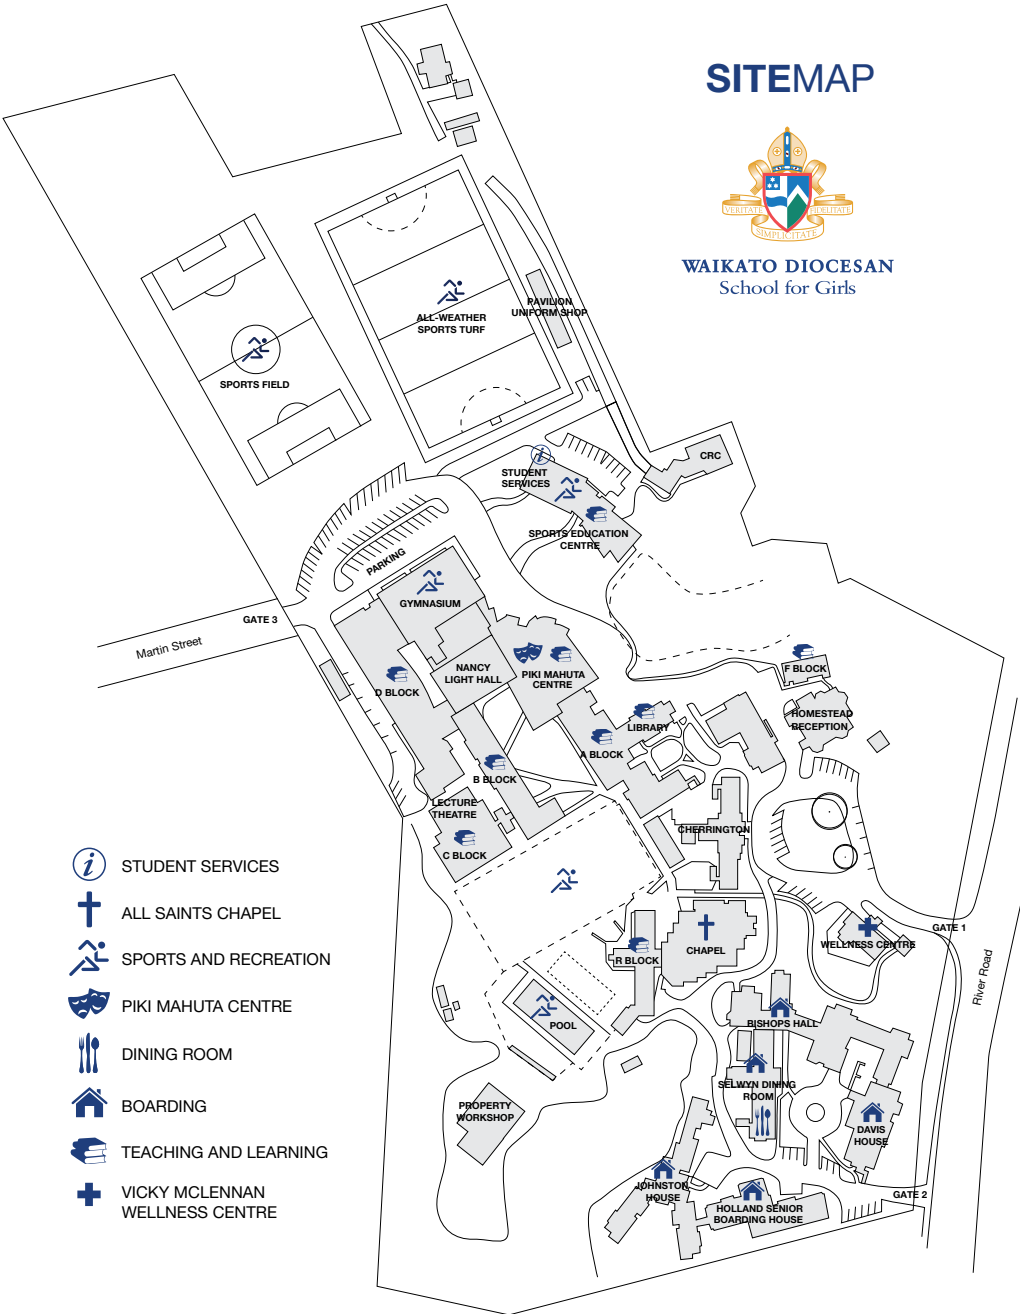 SITEMAP
VERITATE
FIDELITATE
SIMPLICITATE
WAIKATO DIOCESAN
School for Girls
ALL-WEATHER
SPORTS TURF
PAVILION
UNIFORM SHOP
SPORTS FIELD
CRC
STUDENT
SERVICES
SPORTS EDUCATION
CENTRE
PARKING
GYMNASIUM
GATE 3
Martin Street
D BLOCK
NANCY
LIGHT HALL
PIKI MAHUTA
CENTRE
F BLOCK
HOMESTEAD
RECEPTION
LIBRARY
A BLOCK
B BLOCK
LECTURE
THEATRE
C BLOCK
CHERRINGTON
GATE 1
WELLNESS CENTRE
CHAPEL
R BLOCK
River Road
POOL
BISHOPS HALL
SELWYN DINING
ROOM
PROPERTY
WORKSHOP
DAVIS
HOUSE
JOHNSTON
HOUSE
HOLLAND SENIOR
BOARDING HOUSE
GATE 2
i STUDENT SERVICES
ALL SAINTS CHAPEL
SPORTS AND RECREATION
PIKI MAHUTA CENTRE
DINING ROOM
BOARDING
TEACHING AND LEARNING
VICKY MCLENNAN
WELLNESS CENTRE